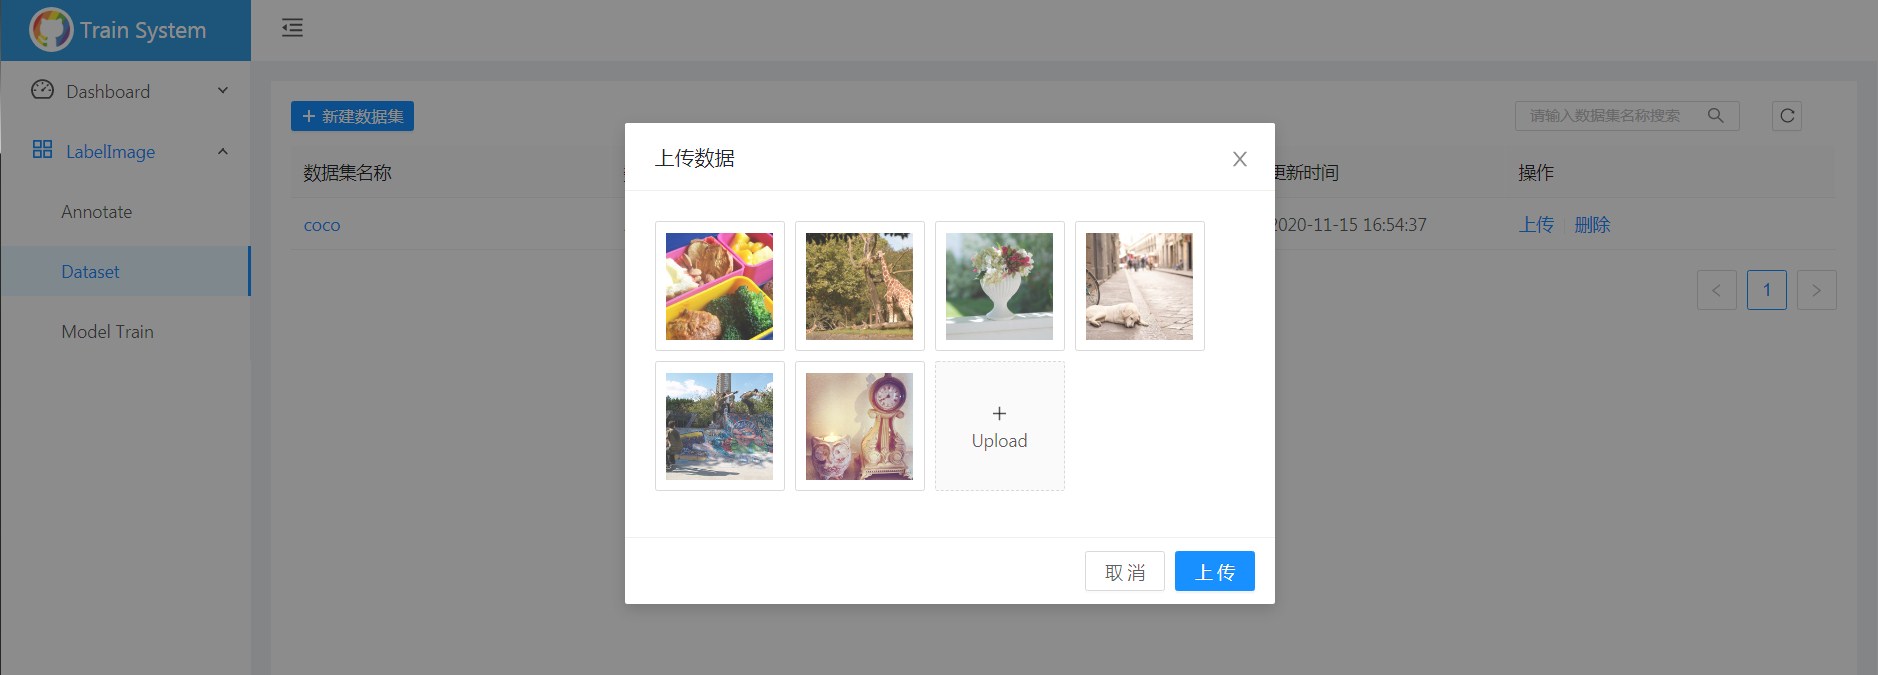 Train System
Dashboard
LabelImage
Annotate
Dataset
Model Train
+ 新建数据集
请输入数据集名称搜索
数据集名称
更新时间
操作
coco
2020-11-15 16:54:37
上传
删除
1
上传数据
Upload
取消
上传